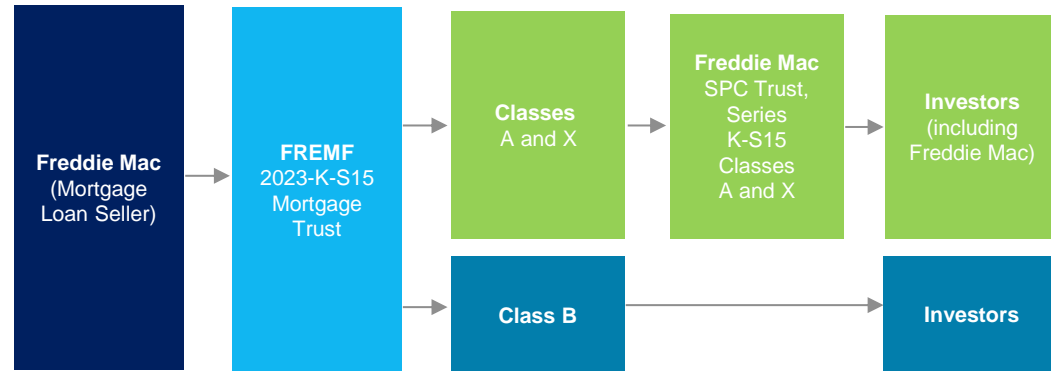 Freddie Mac
(Mortgage
Loan Seller)
FREMF
2023-K-S15
Mortgage
Trust
Classes
A and X
Freddie Mac
SPC Trust,
Series
K-S15
Classes
A and X
Investors
(including
Freddie Mac)
Class B
Investors